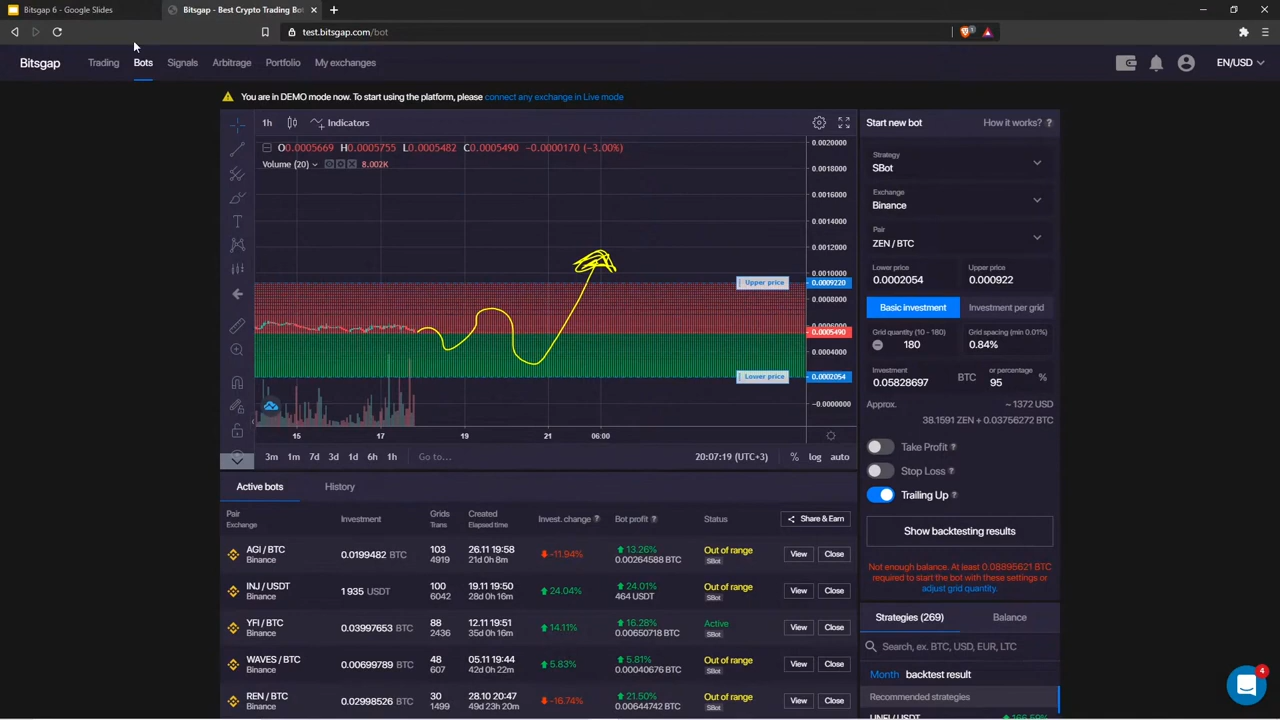 Bitsgap 6 - Google Slides
Bitsgap - Best Crypto Trading Bo
test.bitsgap.com/bot
Bitsgap Trading Bots Signals Arbitrage Portfolio My exchanges EN/USD
You are in DEMO mode now. To start using the platform, please connect any exchange in Live mode
1h Indicators
O0.0005669 H0.0005755 L0.0005482 C0.0005490 -0.0000170 (-3.00%)
Volume (20) 8.002K
0.0020000
0.0018000
0.0016000
0.0014000
0.0012000
0.0010000
Upper price 0.0009220
0.0008000
0.0006000
0.0005490
0.0004000
Lower price 0.0002054
-0.0000000
15 17 19 21 06:00
3m 1m 7d 3d 1d 6h 1h Go to... 20:07:19 (UTC+3) % log auto
Start new bot How it works? ?
Strategy
SBot
Exchange
Binance
Pair
ZEN / BTC
Lower price Upper price
0.0002054 0.000922
Basic investment Investment per grid
Grid quantity (10 - 180) Grid spacing (min 0.01%)
180 0.84%
Investment or percentage
0.05828697 BTC 95 %
Approx. ~ 1372 USD
38.1591 ZEN + 0.03756272 BTC
Take Profit ?
Stop Loss ?
Trailing Up ?
Show backtesting results
Not enough balance. At least 0.08895621 BTC
required to start the bot with these settings or
adjust grid quantity.
Strategies (269) Balance
Search, ex. BTC, USD, EUR, LTC
Month backtest result
Recommended strategies
UNFI / USDT 166.59%
Active bots History
Pair Investment Grids Created Invest. change ? Bot profit ? Status Share & Earn
Exchange Trans Elapsed time
AGI / BTC 0.0199482 BTC 103 26.11 19:58 -11.94% 13.26% Out of range View Close
Binance 4919 21d 0h 8m 0.00264588 BTC SBot
INJ / USDT 1 935 USDT 100 19.11 19:50 24.04% 24.01% Out of range View Close
Binance 6042 28d 0h 16m 464 USDT SBot
YFI / BTC 0.03997653 BTC 88 12.11 19:51 14.11% 16.28% Active View Close
Binance 2436 35d 0h 16m 0.00650718 BTC SBot
WAVES / BTC 0.00699789 BTC 48 05.11 19:44 5.83% 5.81% Out of range View Close
Binance 607 42d 0h 22m 0.00040676 BTC SBot
REN / BTC 0.02998526 BTC 30 28.10 20:47 -16.74% 21.50% Out of range View Close
Binance 1499 49d 23h 20m 0.00644742 BTC SBot
4